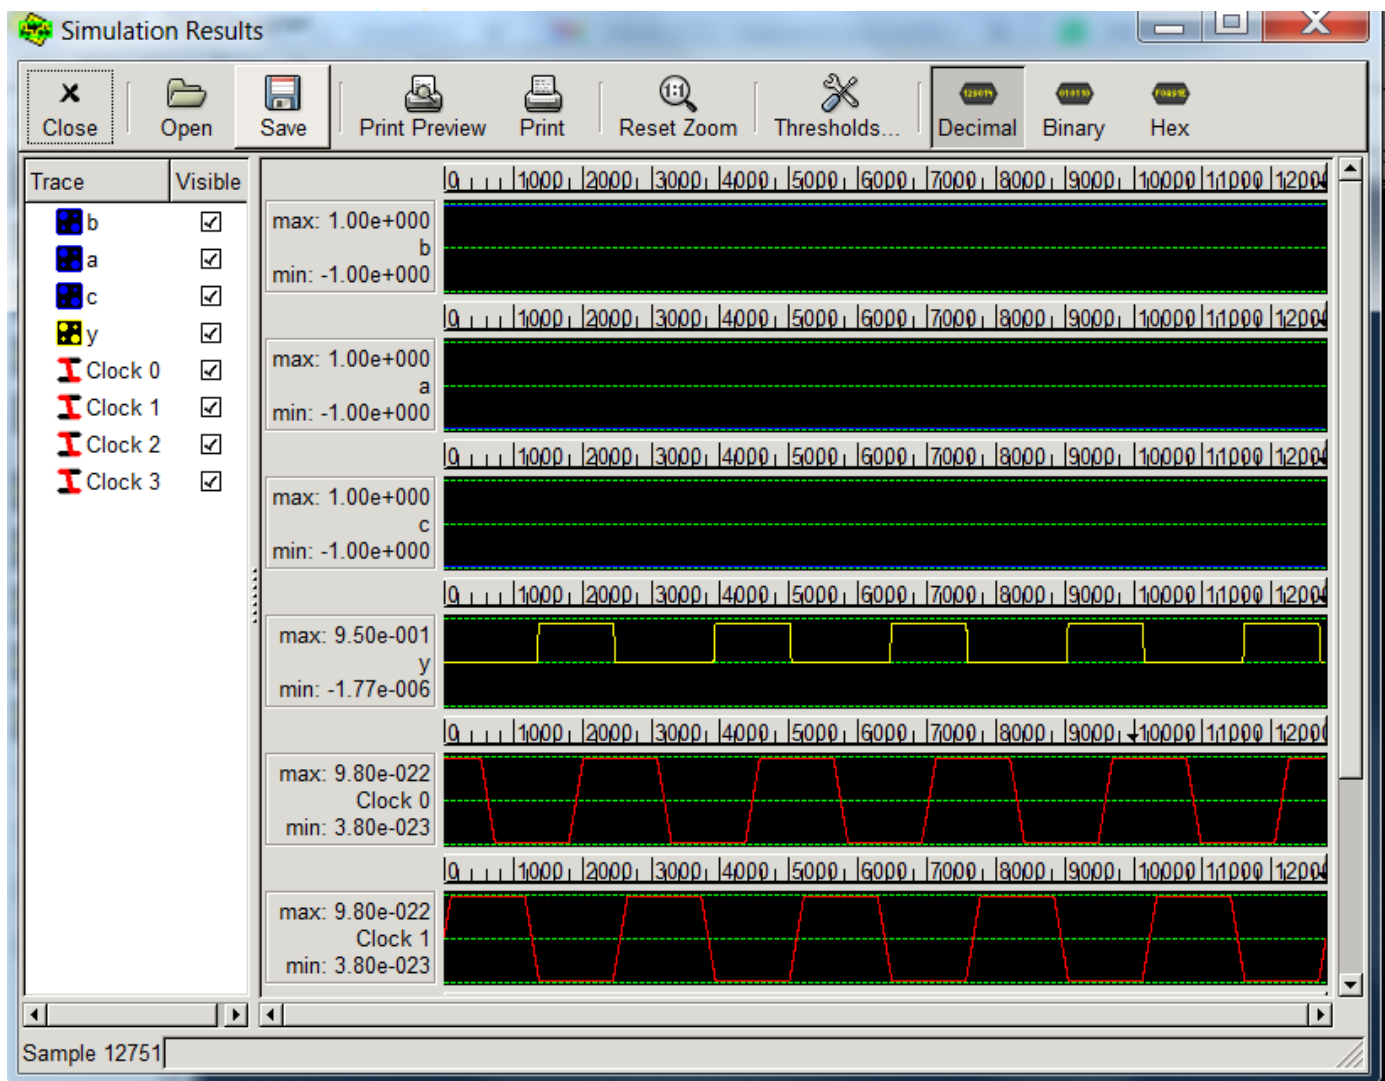 Simulation Results
Close Open Save Print Preview Print Reset Zoom Thresholds... Decimal Binary Hex
Trace Visible
b
a
c
y
Clock 0
Clock 1
Clock 2
Clock 3
0 1000 2000 3000 4000 5000 6000 7000 8000 9000 10000 11000 12000
max: 1.00e+000
b
min: -1.00e+000
0 1000 2000 3000 4000 5000 6000 7000 8000 9000 10000 11000 12000
max: 1.00e+000
a
min: -1.00e+000
0 1000 2000 3000 4000 5000 6000 7000 8000 9000 10000 11000 12000
max: 1.00e+000
c
min: -1.00e+000
0 1000 2000 3000 4000 5000 6000 7000 8000 9000 10000 11000 12000
max: 9.50e-001
y
min: -1.77e-006
0 1000 2000 3000 4000 5000 6000 7000 8000 9000 10000 11000 12000
max: 9.80e-022
Clock 0
min: 3.80e-023
0 1000 2000 3000 4000 5000 6000 7000 8000 9000 10000 11000 12000
max: 9.80e-022
Clock 1
min: 3.80e-023
Sample 12751